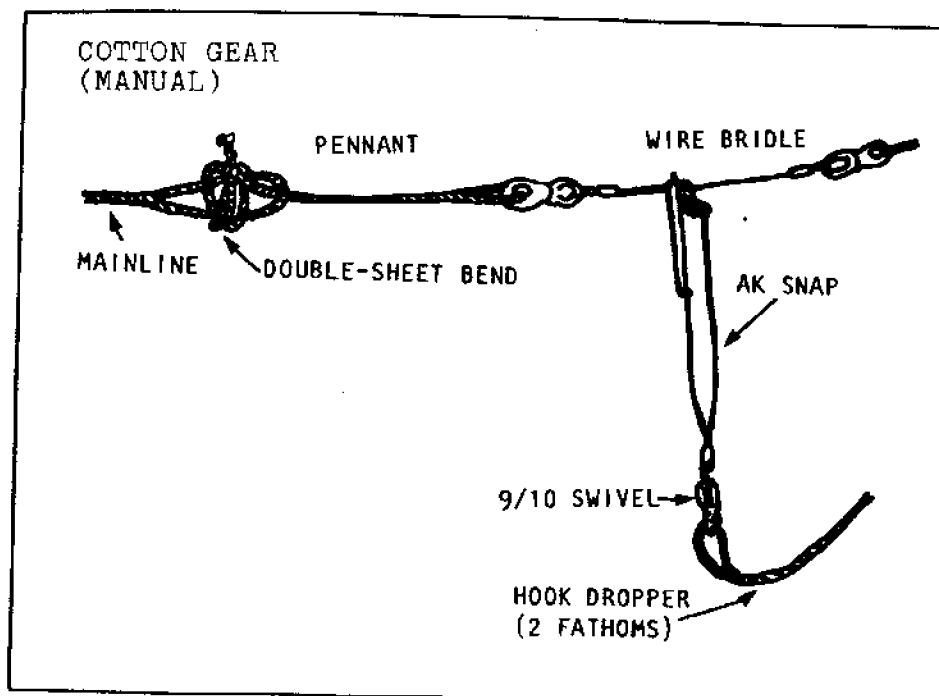 COTTON GEAR
(MANUAL)
PENNANT
WIRE BRIDLE
MAINLINE
DOUBLE-SHEET BEND
AK SNAP
9/10 SWIVEL
HOOK DROPPER
(2 FATHOMS)